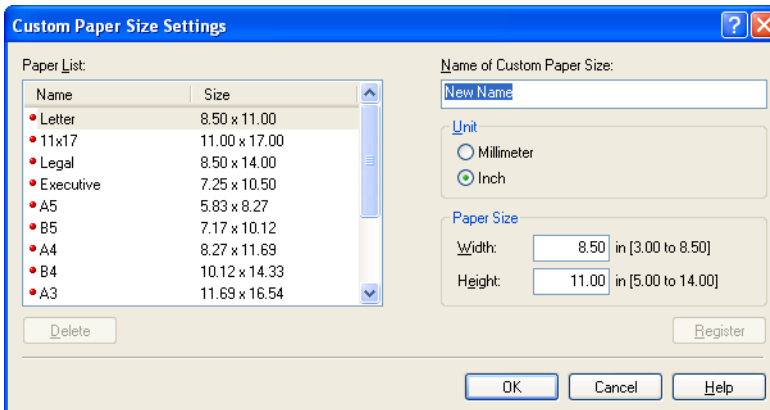 Custom Paper Size Settings
Paper List:
Name Size
Letter 8.50 x 11.00
11x17 11.00 x 17.00
Legal 8.50 x 14.00
Executive 7.25 x 10.50
A5 5.83 x 8.27
B5 7.17 x 10.12
A4 8.27 x 11.69
B4 10.12 x 14.33
A3 11.69 x 16.54
Delete
Name of Custom Paper Size:
New Name
Unit
Millimeter
Inch
Paper Size
Width: 8.50 in [3.00 to 8.50]
Height: 11.00 in [5.00 to 14.00]
Register
OK Cancel Help